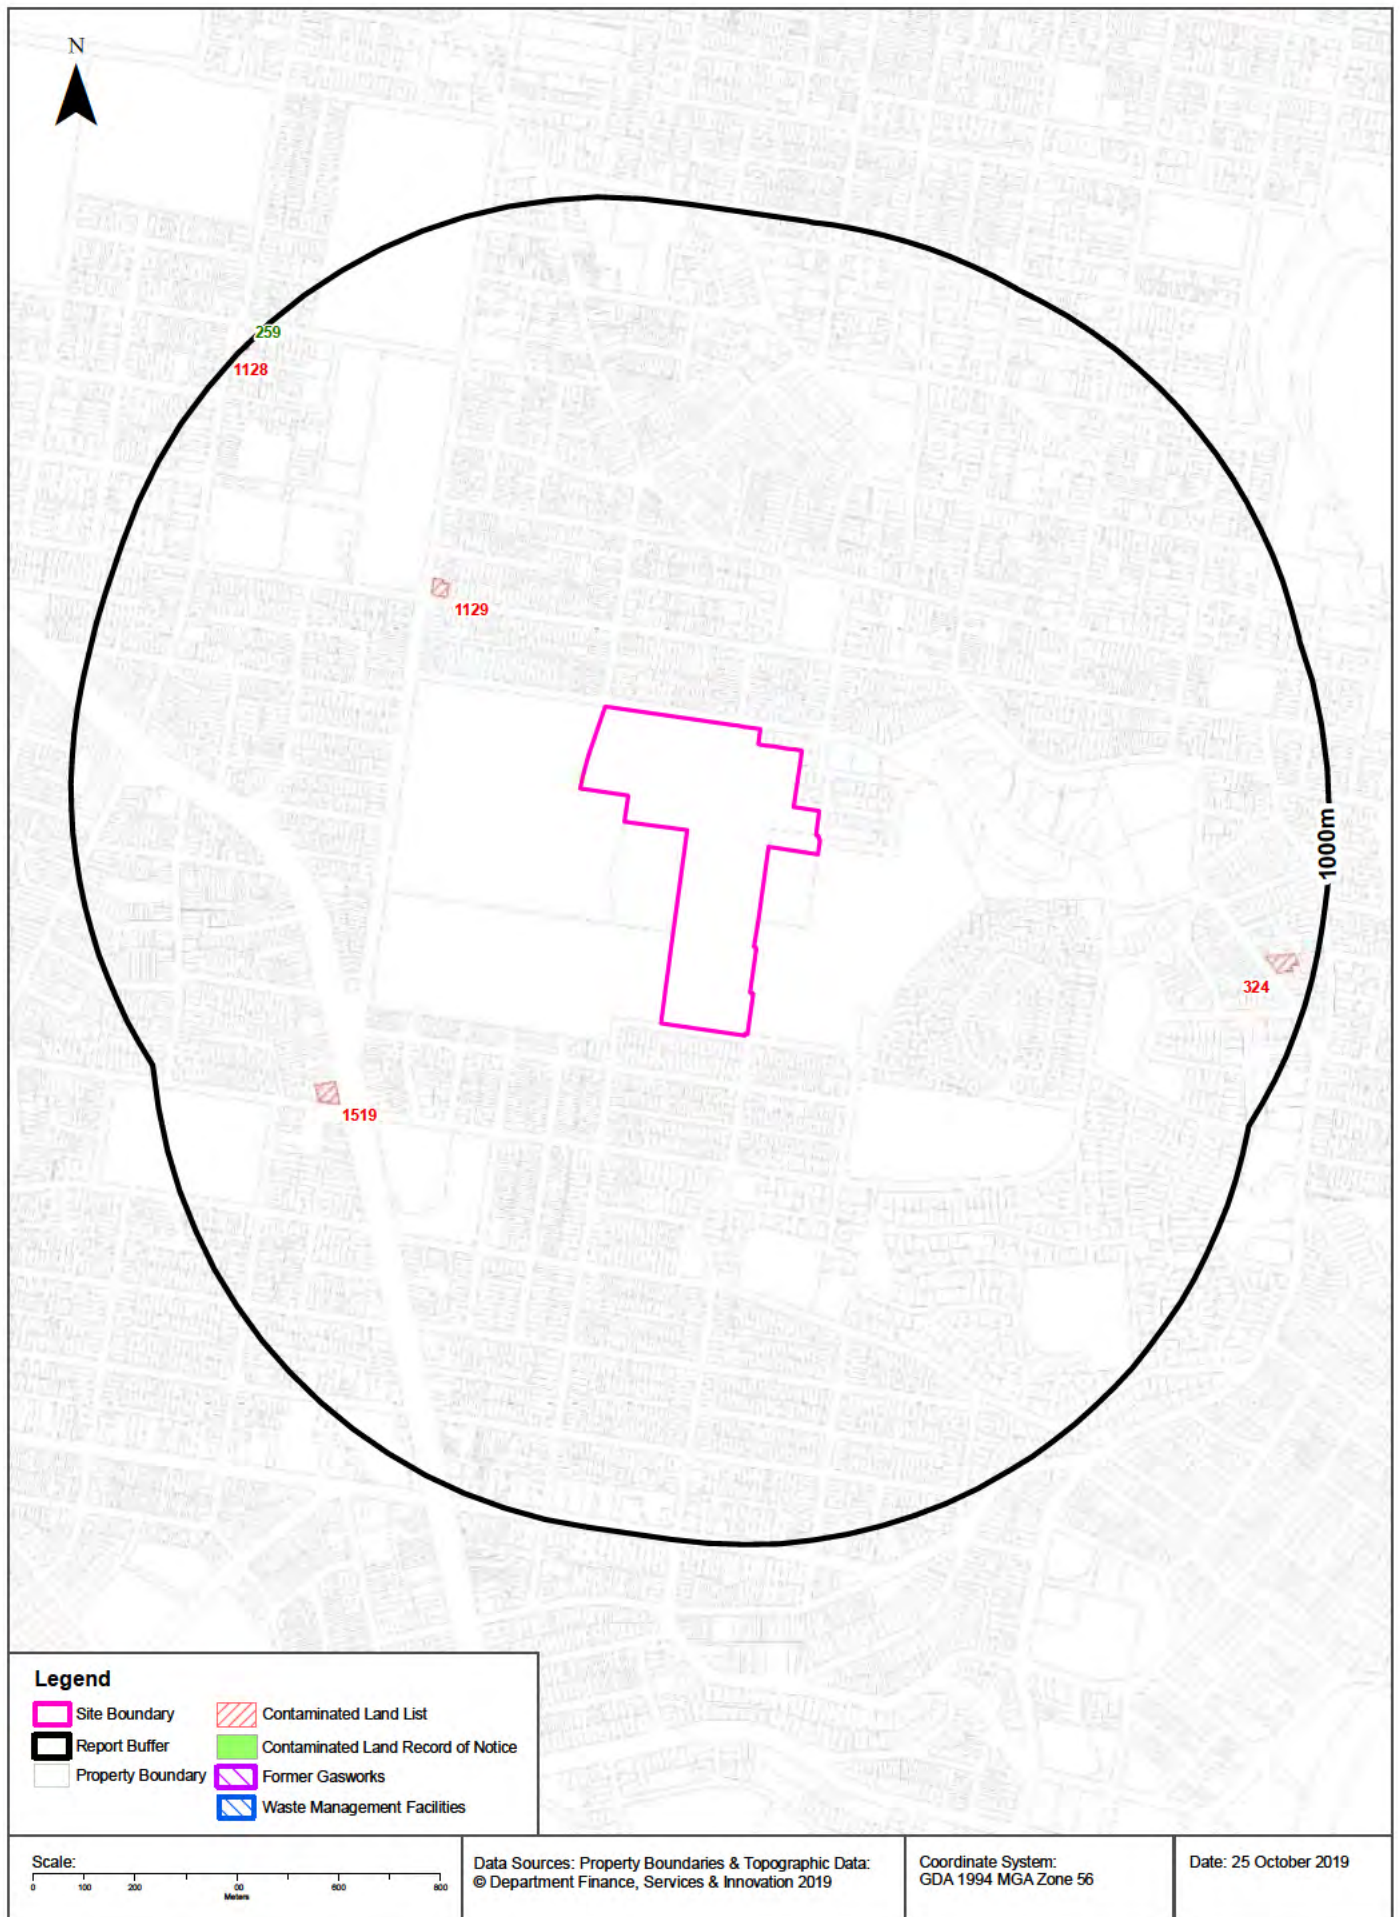 N
259
1128
1129
1000m
324
1519
Legend
Site Boundary
Report Buffer
Property Boundary
Contaminated Land List
Contaminated Land Record of Notice
Former Gasworks
Waste Management Facilities
Scale:
0 100 200 00 600 800
Meters
Data Sources: Property Boundaries & Topographic Data:
© Department Finance, Services & Innovation 2019
Coordinate System:
GDA 1994 MGA Zone 56
Date: 25 October 2019